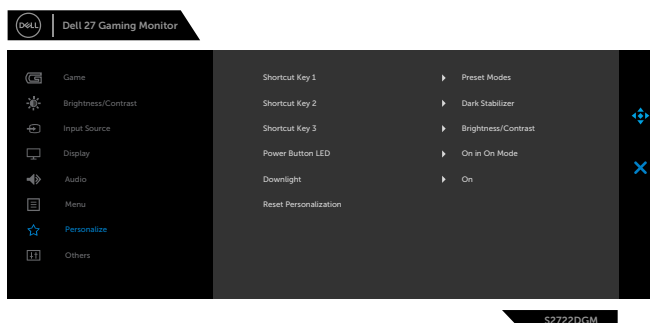 DELL Dell 27 Gaming Monitor
Game Shortcut Key 1 Preset Modes
Brightness/Contrast Shortcut Key 2 Dark Stabilizer
Input Source Shortcut Key 3 Brightness/Contrast
Display Power Button LED On in On Mode
Audio Downlight On
Menu Reset Personalization
Personalize
Others
S2722DGM